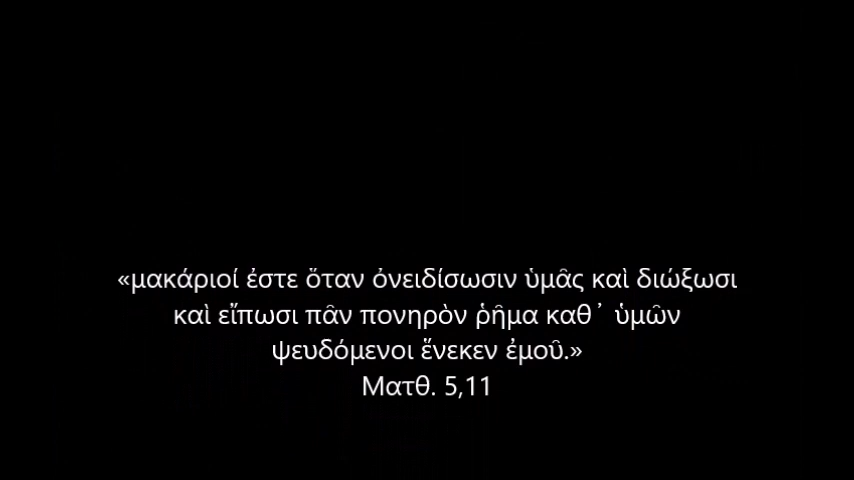 «μακάριοί ἐστε ὅταν ὀνειδίσωσιν ὑμᾶς καὶ διώξωσι
καὶ εἴπωσι πᾶν πονηρὸν ῥῆμα καθ᾿ ὑμῶν
ψευδόμενοι ἕνεκεν ἐμοῦ.»
Ματθ. 5,11